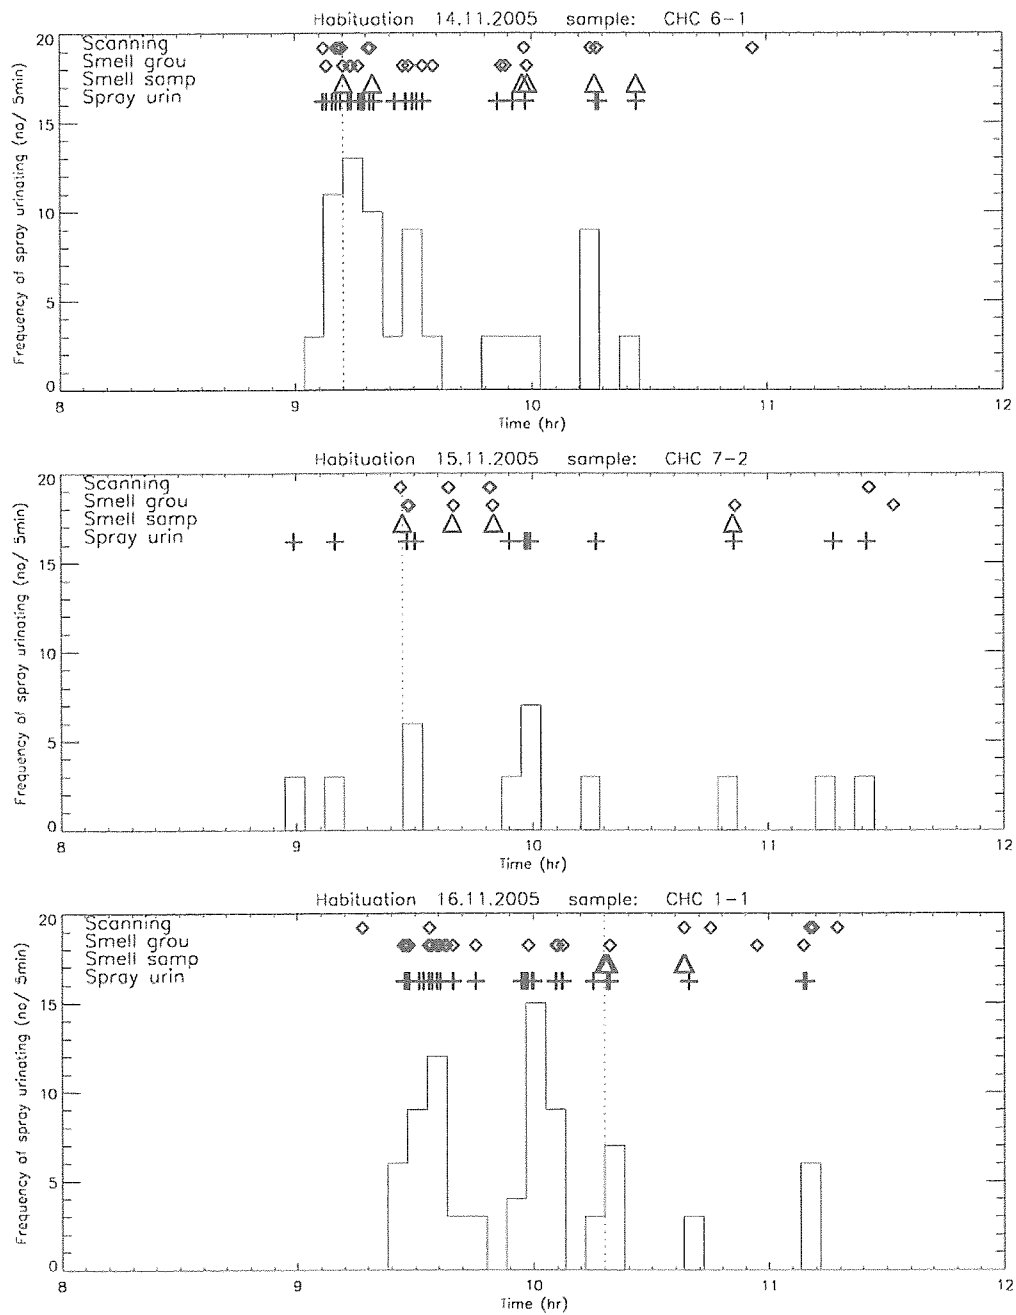 Habituation 14.11.2005 sample: CHC 6-1
Frequency of spray urinating (no/ 5min)
20
15
10
5
0
Scanning
Smell grou
Smell samp
Spray urin
8 9 10 11 12
Time (hr)
Habituation 15.11.2005 sample: CHC 7-2
Frequency of spray urinating (no/ 5min)
20
15
10
5
0
Scanning
Smell grou
Smell samp
Spray urin
8 9 10 11 12
Time (hr)
Habituation 16.11.2005 sample: CHC 1-1
Frequency of spray urinating (no/ 5min)
20
15
10
5
0
Scanning
Smell grou
Smell samp
Spray urin
8 9 10 11 12
Time (hr)